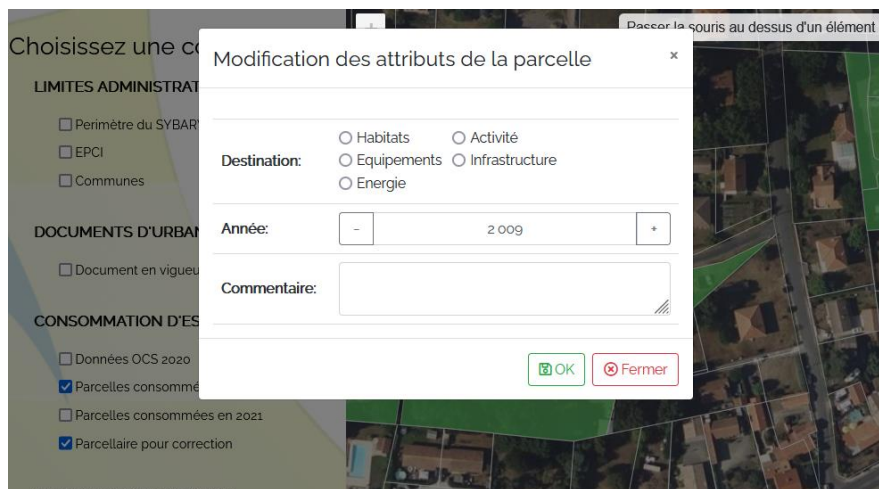 Passer la souris au dessus d'un élément
Choisissez une co
LIMITES ADMINISTRAT
Perimètre du SYBAR
EPCI
Communes
DOCUMENTS D'URBAN
Document en vigueu
CONSOMMATION D'ES
Données OCS 2020
Parcelles consommé
Parcelles consommées en 2021
Parcellaire pour correction
Modification des attributs de la parcelle
×
Destination:
Habitats Activité
Equipements Infrastructure
Energie
Année: - 2 009 +
Commentaire:
OK Fermer